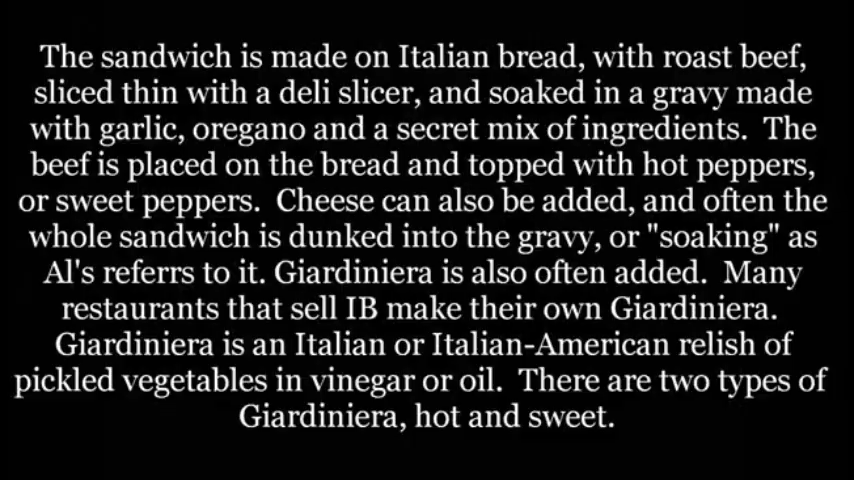 The sandwich is made on Italian bread, with roast beef,
sliced thin with a deli slicer, and soaked in a gravy made
with garlic, oregano and a secret mix of ingredients.  The
beef is placed on the bread and topped with hot peppers,
or sweet peppers.  Cheese can also be added, and often the
whole sandwich is dunked into the gravy, or "soaking" as
Al's referrs to it. Giardiniera is also often added.  Many
restaurants that sell IB make their own Giardiniera.
Giardiniera is an Italian or Italian-American relish of
pickled vegetables in vinegar or oil.  There are two types of
Giardiniera, hot and sweet.